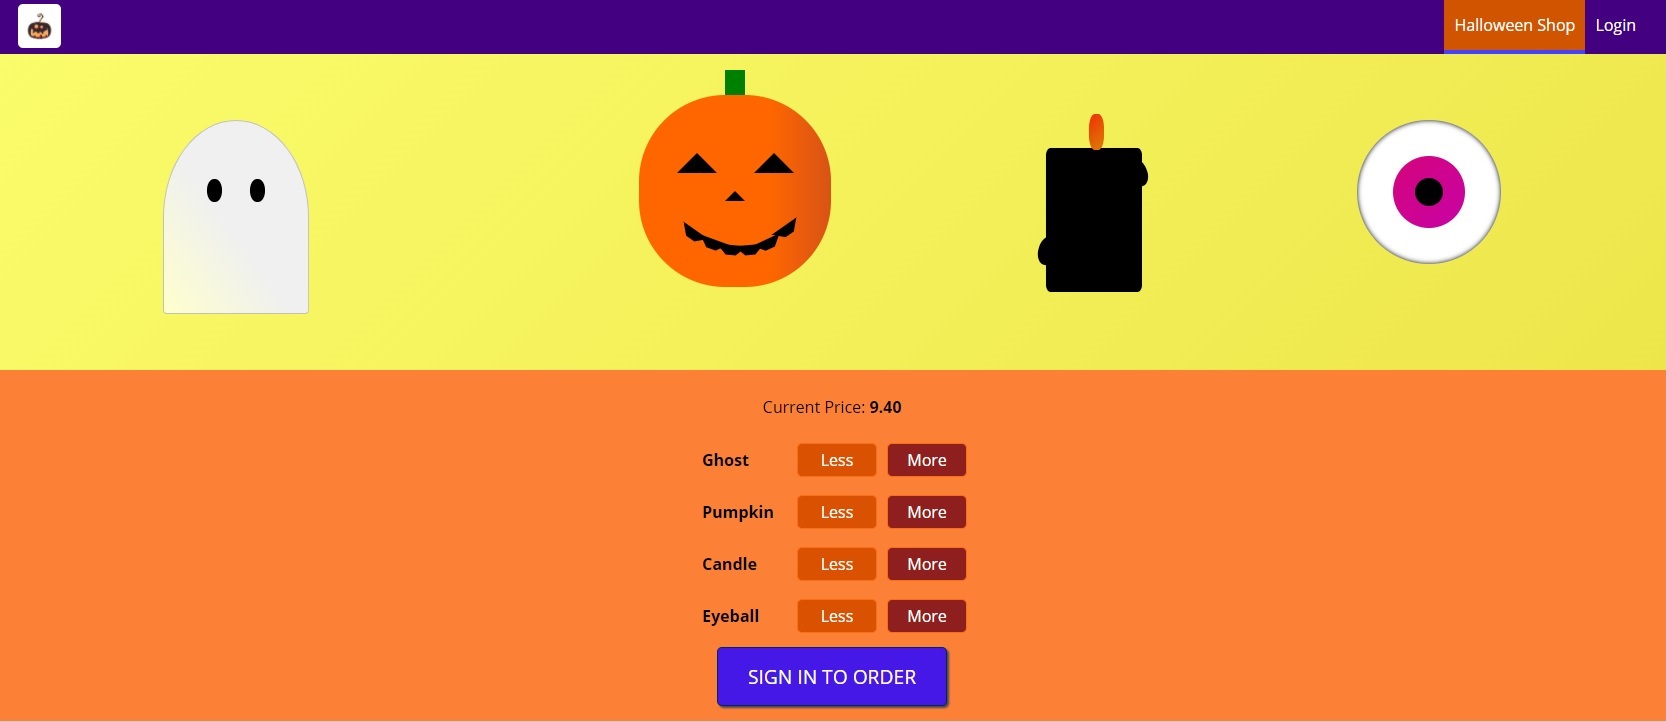 Halloween Shop Login
Current Price: 9.40
Ghost Less More
Pumpkin Less More
Candle Less More
Eyeball Less More
SIGN IN TO ORDER